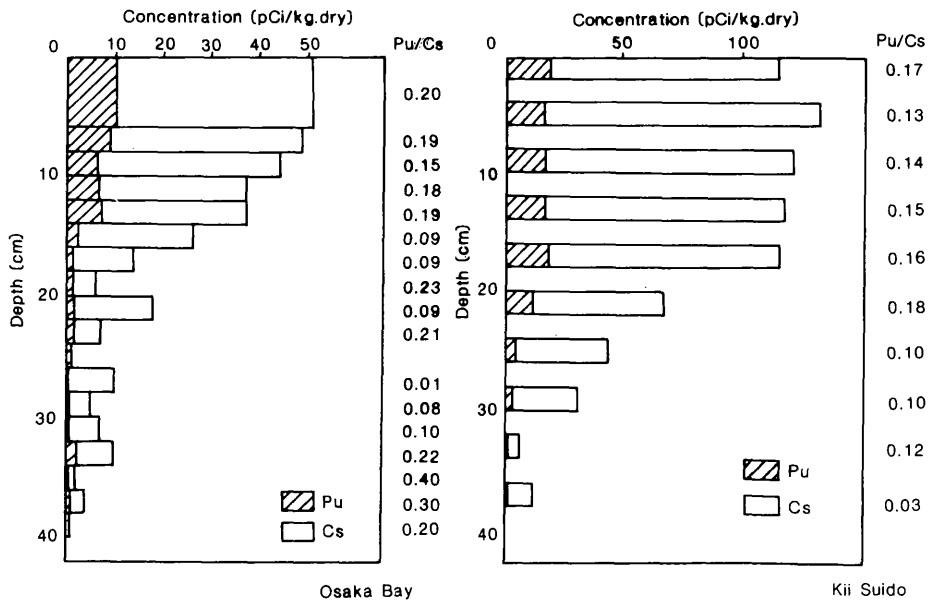 Concentration (pCi/kg.dry)
0 10 20 30 40 50
Pu/Cs
Depth (cm)
10
20
30
40
0.20
0.19
0.15
0.18
0.19
0.09
0.09
0.23
0.09
0.21
0.01
0.08
0.10
0.22
0.40
0.30
0.20
Pu
Cs
Osaka Bay
Concentration (pCi/kg.dry)
0 50 100
Pu/Cs
Depth (cm)
10
20
30
40
0.17
0.13
0.14
0.15
0.16
0.18
0.10
0.10
0.12
0.03
Pu
Cs
Kii Suido